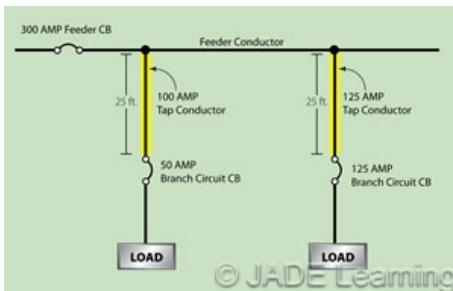 300 AMP Feeder CB
Feeder Conductor
25 ft.
100 AMP
Tap Conductor
25 ft.
125 AMP
Tap Conductor
50 AMP
Branch Circuit CB
125 AMP
Branch Circuit CB
LOAD
LOAD
© JADE Learning